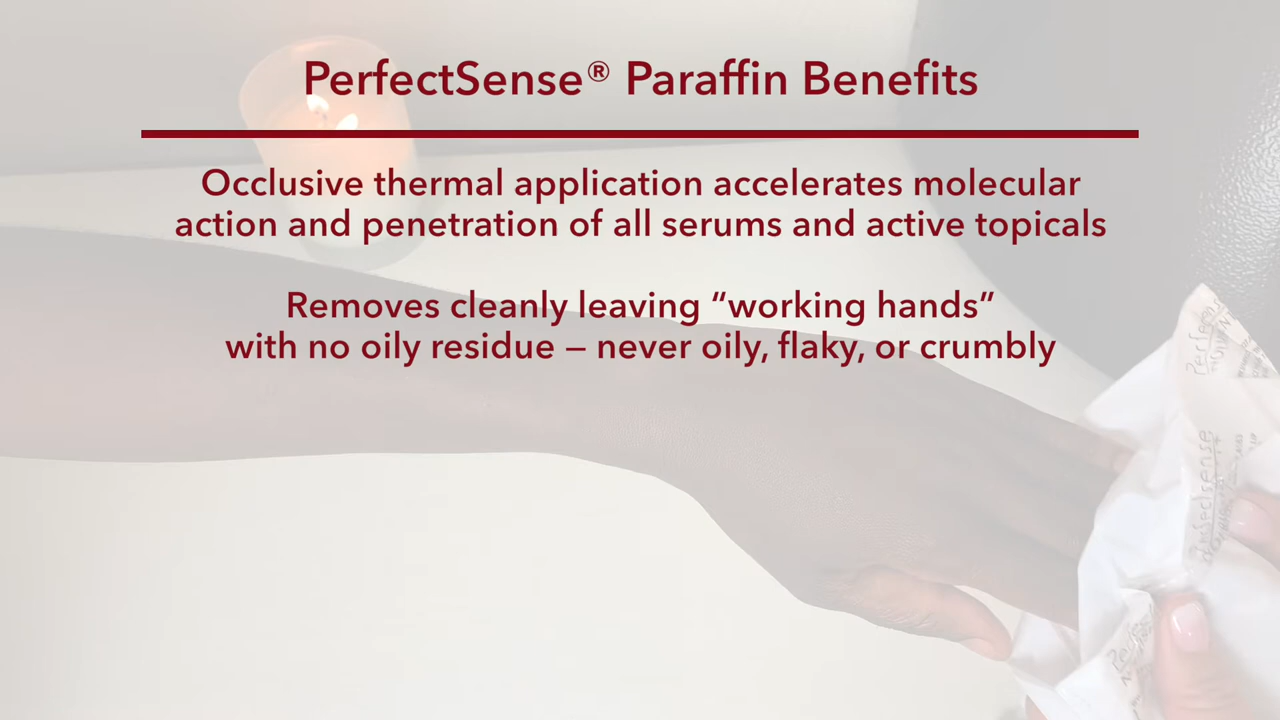 PerfectSense® Paraffin Benefits
Occlusive thermal application accelerates molecular
action and penetration of all serums and active topicals
Removes cleanly leaving “working hands”
with no oily residue – never oily, flaky, or crumbly
Perfectsense